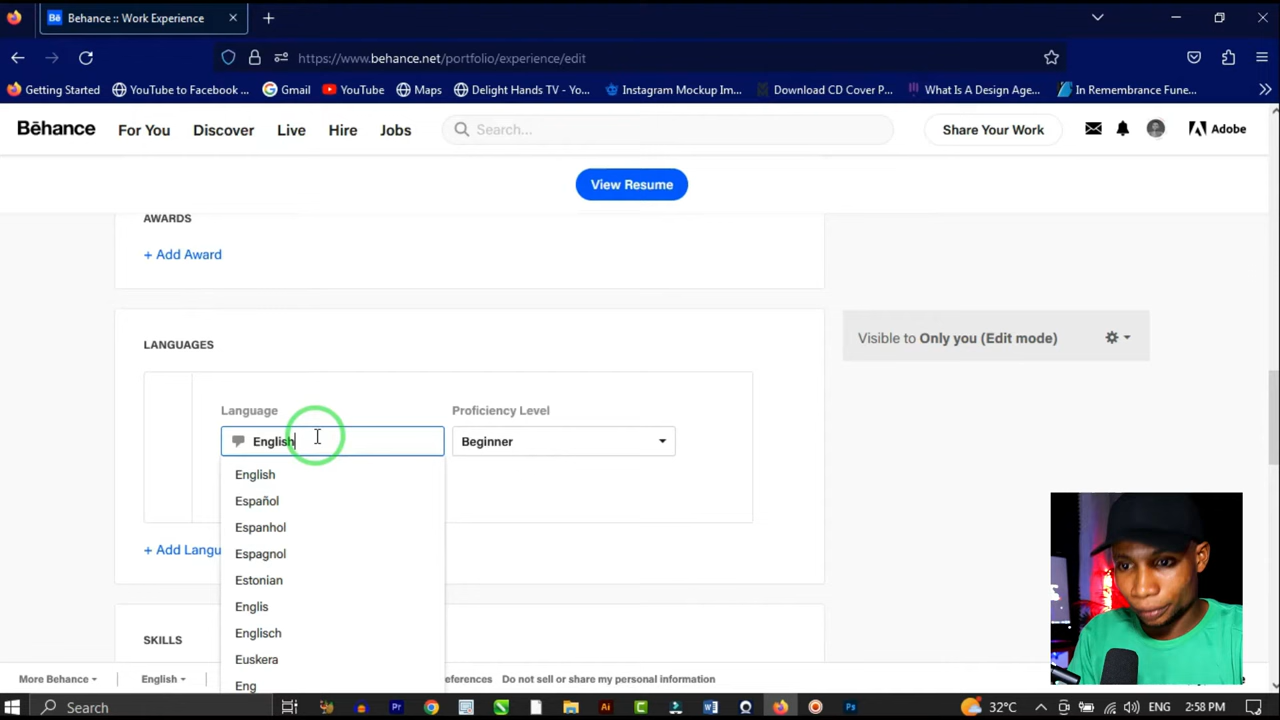 Behance :: Work Experience
https://www.behance.net/portfolio/experience/edit
Getting Started YouTube to Facebook ... Gmail YouTube Maps Delight Hands TV - Yo... Instagram Mockup Im... Download CD Cover P... What Is A Design Age... In Remembrance Fune...
Bēhance For You Discover Live Hire Jobs Search... Share Your Work Adobe
View Resume
AWARDS
+ Add Award
LANGUAGES
Visible to Only you (Edit mode)
Language Proficiency Level
English Beginner
English
Español
Espanhol
Espagnol
+ Add Langu
Estonian
Englis
Englisch
SKILLS
Euskera
Eng
More Behance English eferences Do not sell or share my personal information
Search 32°C ENG 2:58 PM